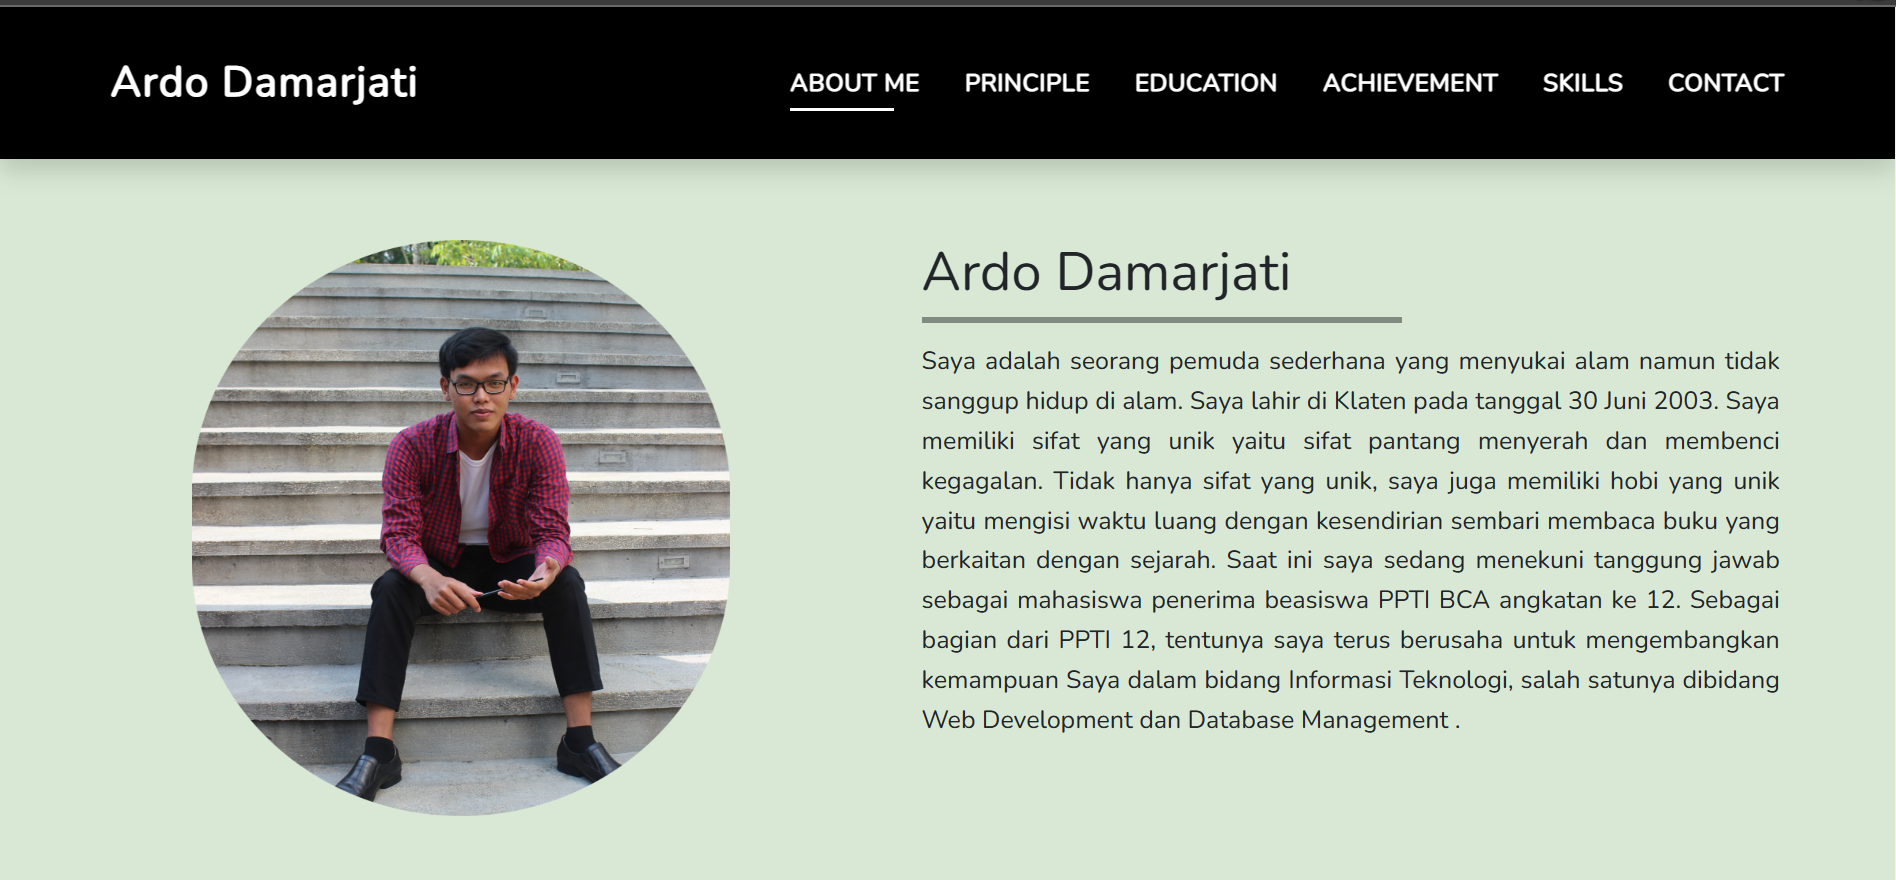 Ardo Damarjati
ABOUT ME
PRINCIPLE
EDUCATION
ACHIEVEMENT
SKILLS
CONTACT
Ardo Damarjati
Saya adalah seorang pemuda sederhana yang menyukai alam namun tidak
sanggup hidup di alam. Saya lahir di Klaten pada tanggal 30 Juni 2003. Saya
memiliki sifat yang unik yaitu sifat pantang menyerah dan membenci
kegagalan. Tidak hanya sifat yang unik, saya juga memiliki hobi yang unik
yaitu mengisi waktu luang dengan kesendirian sembari membaca buku yang
berkaitan dengan sejarah. Saat ini saya sedang menekuni tanggung jawab
sebagai mahasiswa penerima beasiswa PPTI BCA angkatan ke 12. Sebagai
bagian dari PPTI 12, tentunya saya terus berusaha untuk mengembangkan
kemampuan Saya dalam bidang Informasi Teknologi, salah satunya dibidang
Web Development dan Database Management .